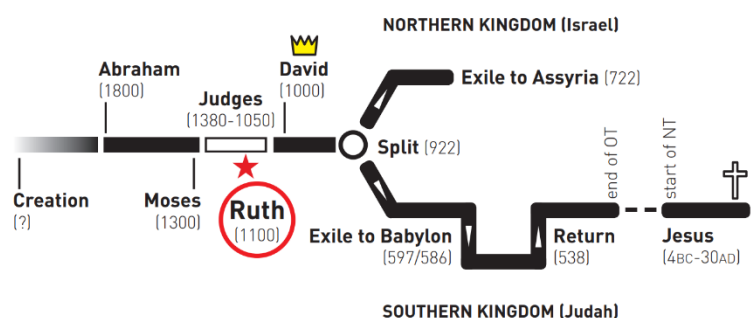 NORTHERN KINGDOM (Israel)
Abraham
(1800)
David
(1000)
Judges
(1380-1050)
Exile to Assyria (722)
Split (922)
end of OT
start of NT
Creation
(?)
Moses
(1300)
Ruth
(1100)
Exile to Babylon
(597/586)
Return
(538)
Jesus
(4BC-30AD)
SOUTHERN KINGDOM (Judah)